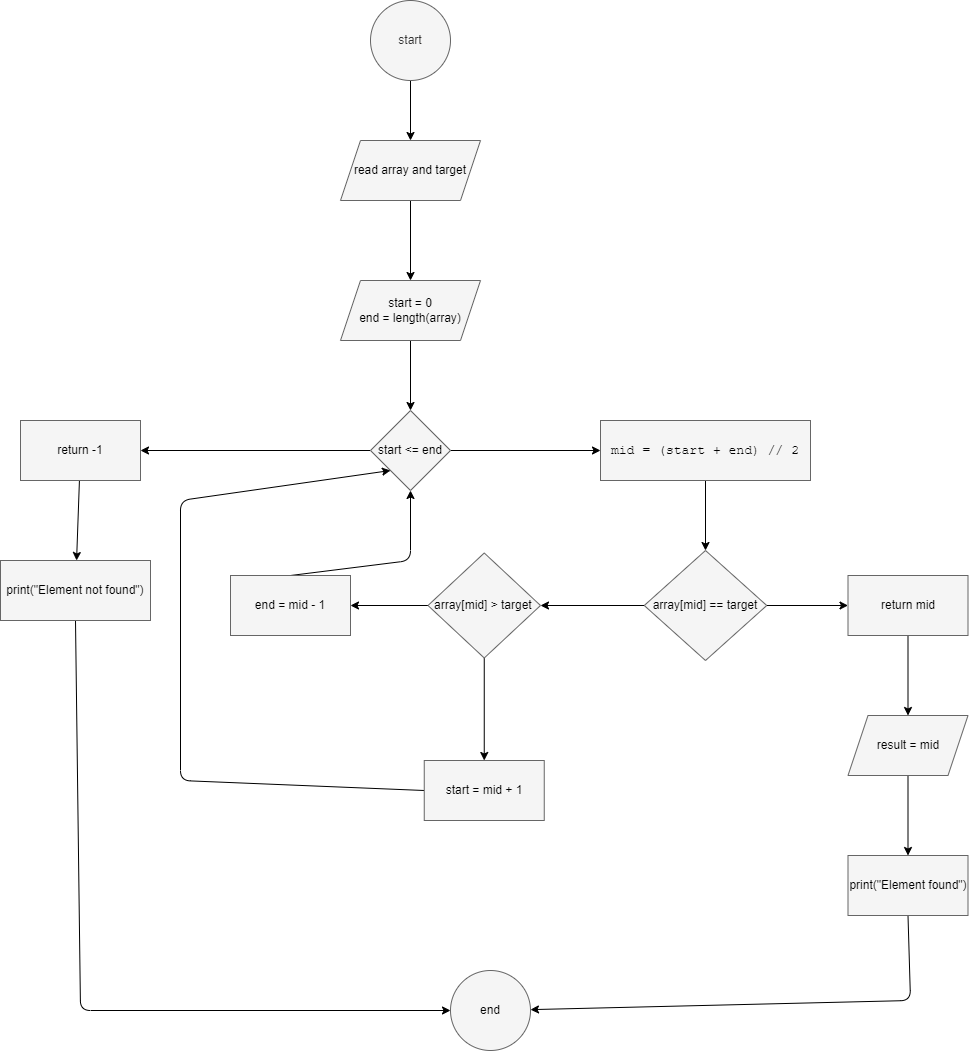 start
read array and target
start = 0
end = length(array)
return -1
start <= end
mid = (start + end) // 2
print("Element not found")
end = mid - 1
array[mid] > target
array[mid] == target
return mid
result = mid
start = mid + 1
print("Element found")
end